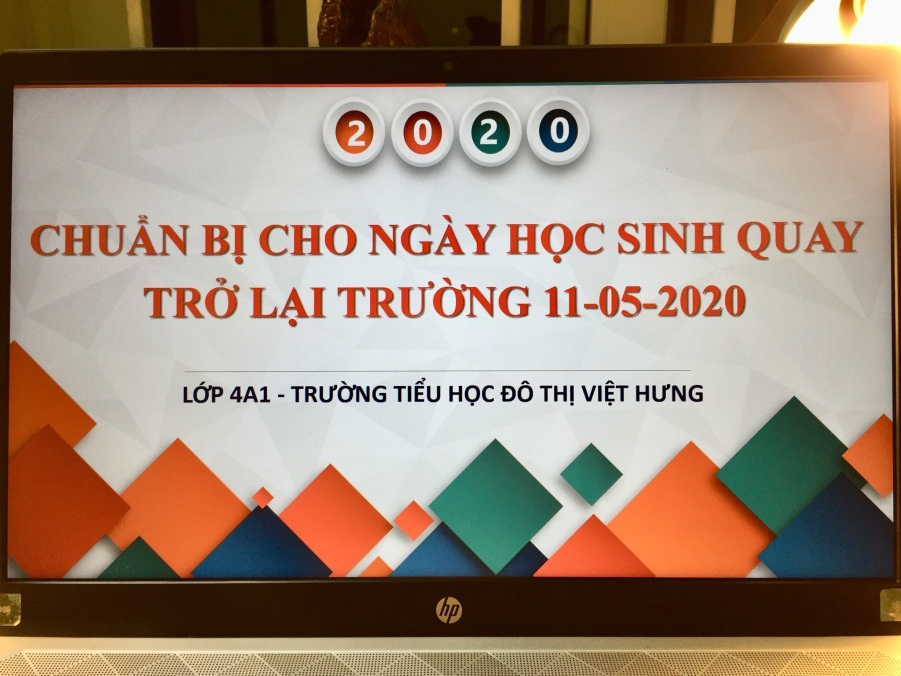 2020
CHUẨN BỊ CHO NGÀY HỌC SINH QUAY
TRỞ LẠI TRƯỜNG 11-05-2020
LỚP 4A1 - TRƯỜNG TIỂU HỌC ĐÔ THỊ VIỆT HƯNG
hp